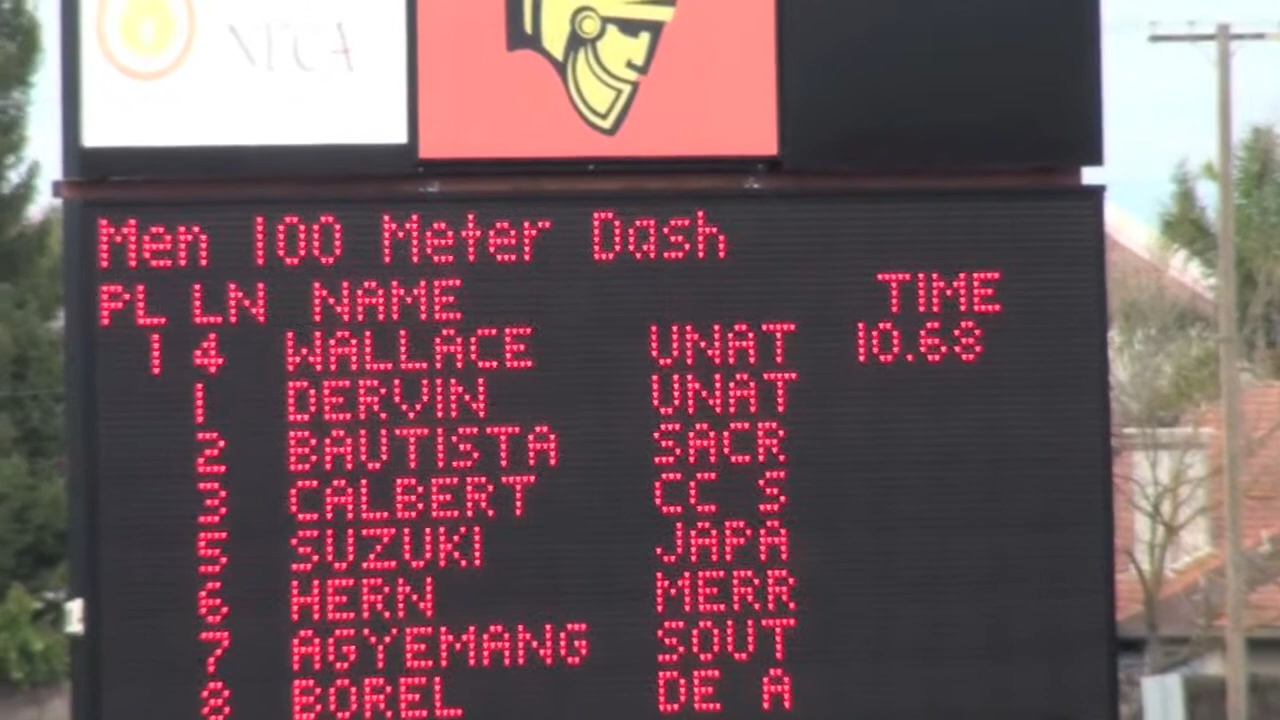 Men 100 Meter Dash
PL LN NAME TIME
1 4 WALLACE UNAT 10.68
1 DERVIN UNAT
2 BAUTISTA SACR
3 CALBERT CC S
5 SUZUKI JAPA
6 HERN MERR
7 AGYEMANG SOUT
8 BOREL DE A